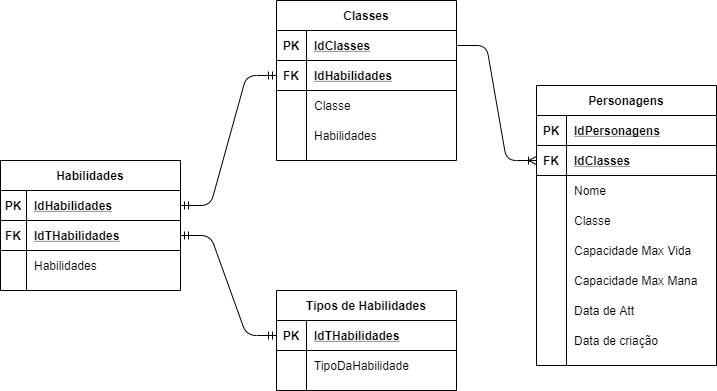 Classes
PK IdClasses
FK IdHabilidades
Classe
Habilidades
Personagens
PK IdPersonagens
FK IdClasses
Nome
Classe
Capacidade Max Vida
Capacidade Max Mana
Data de Att
Data de criação
Habilidades
PK IdHabilidades
FK IdTHabilidades
Habilidades
Tipos de Habilidades
PK IdTHabilidades
TipoDaHabilidade